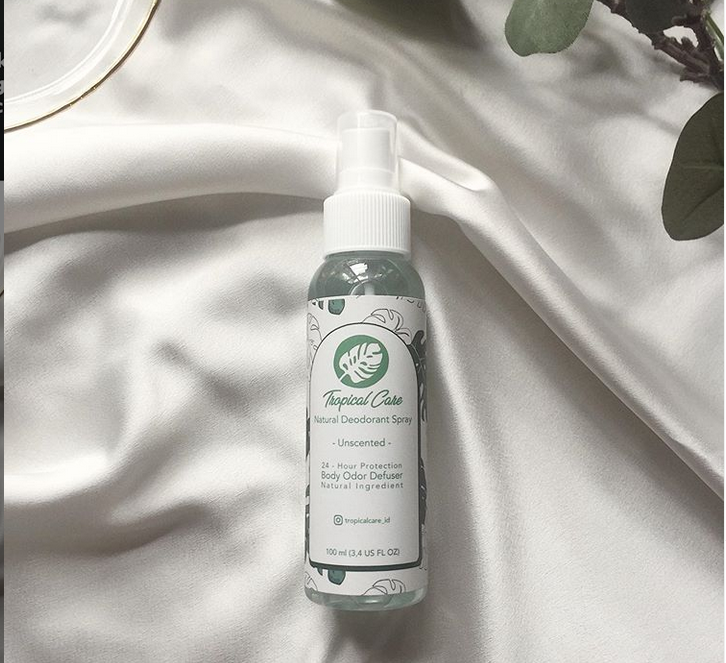 Tropical Care
Natural Deodorant Spray
- Unscented -
24 - Hour Protection
Body Odor Defuser
Natural Ingredient
tropicalcare_id
100 ml (3,4 US FL OZ)